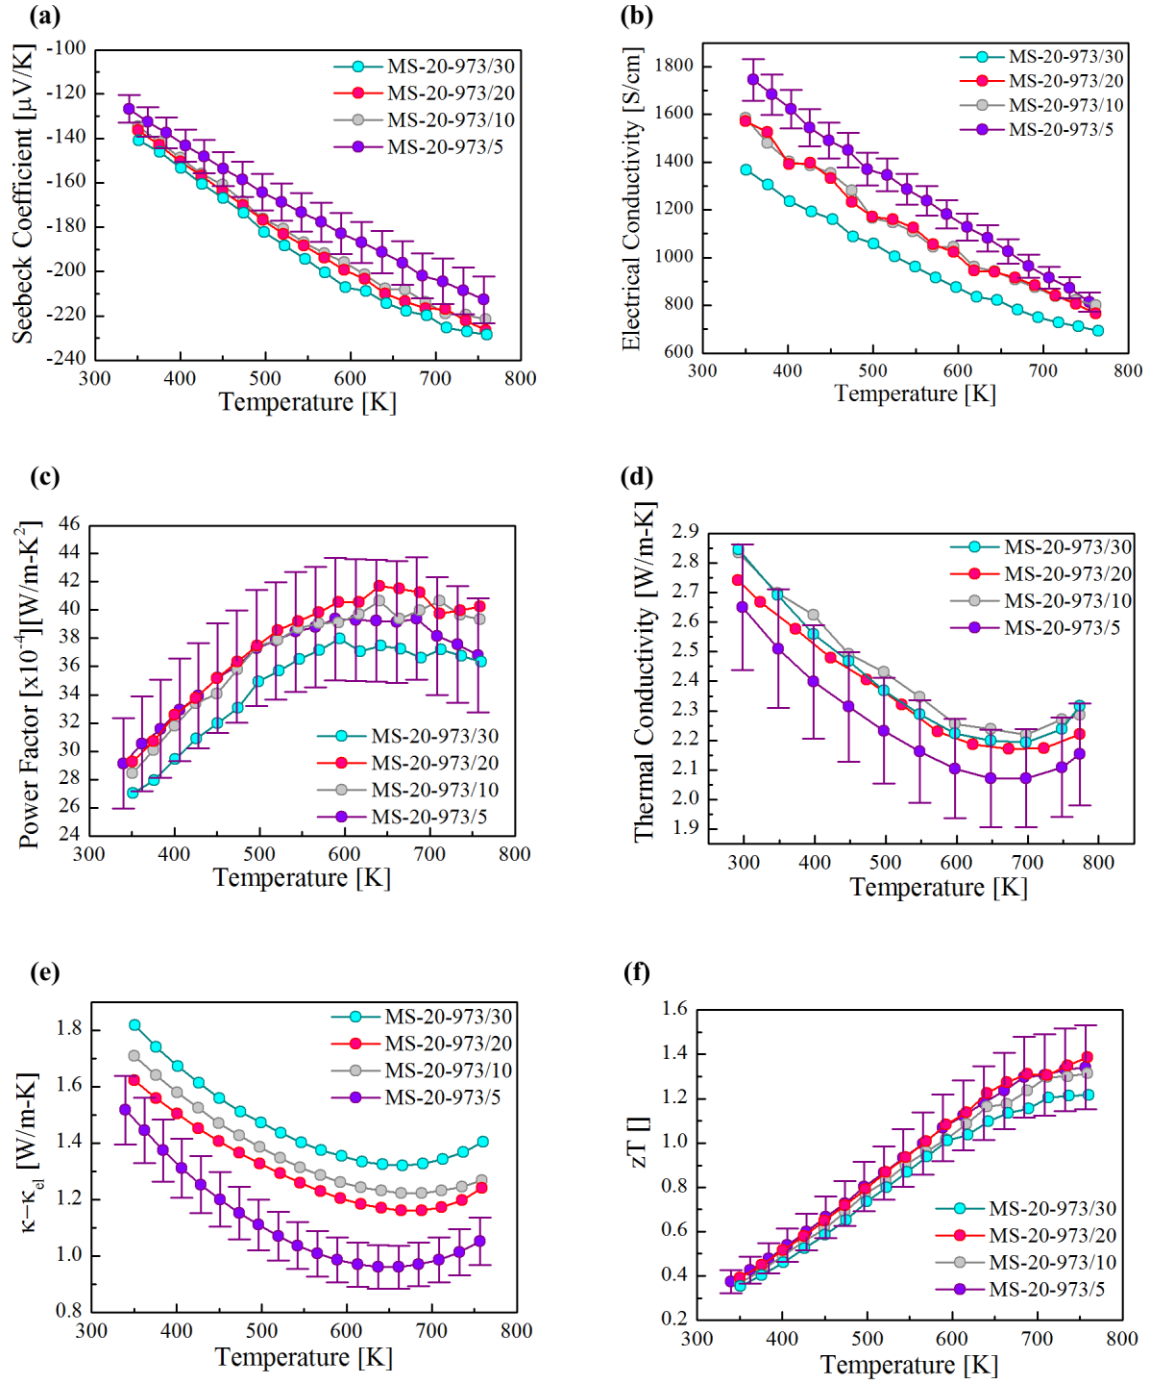 (a)
-100
-120
-140
-160
-180
-200
-220
-240
Seebeck Coefficient [µV/K]
MS-20-973/30
MS-20-973/20
MS-20-973/10
MS-20-973/5
300 400 500 600 700 800
Temperature [K]
(b)
1800
1600
1400
1200
1000
800
600
Electrical Conductivity [S/cm]
MS-20-973/30
MS-20-973/20
MS-20-973/10
MS-20-973/5
300 400 500 600 700 800
Temperature [K]
(c)
46
44
42
40
38
36
34
32
30
28
26
24
Power Factor [x10⁻⁴][W/m-K²]
MS-20-973/30
MS-20-973/20
MS-20-973/10
MS-20-973/5
300 400 500 600 700 800
Temperature [K]
(d)
2.9
2.8
2.7
2.6
2.5
2.4
2.3
2.2
2.1
2.0
1.9
Thermal Conductivity [W/m-K]
MS-20-973/30
MS-20-973/20
MS-20-973/10
MS-20-973/5
300 400 500 600 700 800
Temperature [K]
(e)
1.8
1.6
1.4
1.2
1.0
0.8
κ−κel [W/m-K]
MS-20-973/30
MS-20-973/20
MS-20-973/10
MS-20-973/5
300 400 500 600 700 800
Temperature [K]
(f)
1.6
1.4
1.2
1.0
0.8
0.6
0.4
0.2
zT []
MS-20-973/30
MS-20-973/20
MS-20-973/10
MS-20-973/5
300 400 500 600 700 800
Temperature [K]